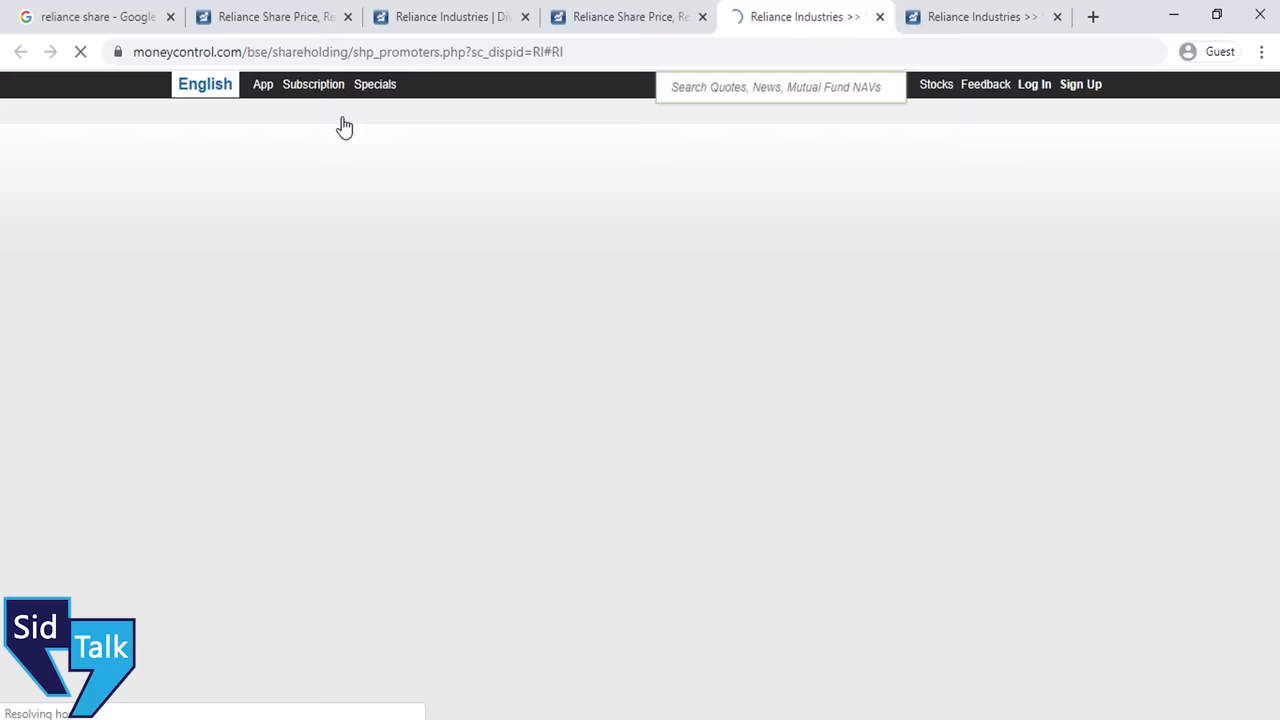 reliance share - Google
Reliance Share Price, Re
Reliance Industries | Di
Reliance Share Price, Re
Reliance Industries >>
Reliance Industries >>
moneycontrol.com/bse/shareholding/shp_promoters.php?sc_dispid=RI#RI
Guest
English App Subscription Specials
Search Quotes, News, Mutual Fund NAVs
Stocks Feedback Log In Sign Up
Sid
Talk
Resolving